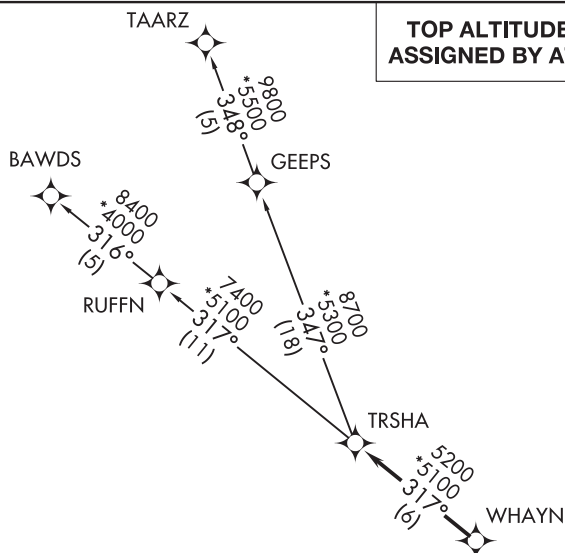 TAARZ
TOP ALTITUDE
ASSIGNED BY A
9800
*5500
348°
(5)
GEEPS
BAWDS
8400
*4000
316°
(5)
RUFFN
7400
*5100
317°
(11)
8700
*5300
347°
(18)
TRSHA
5200
*5100
317°
(6)
WHAYN